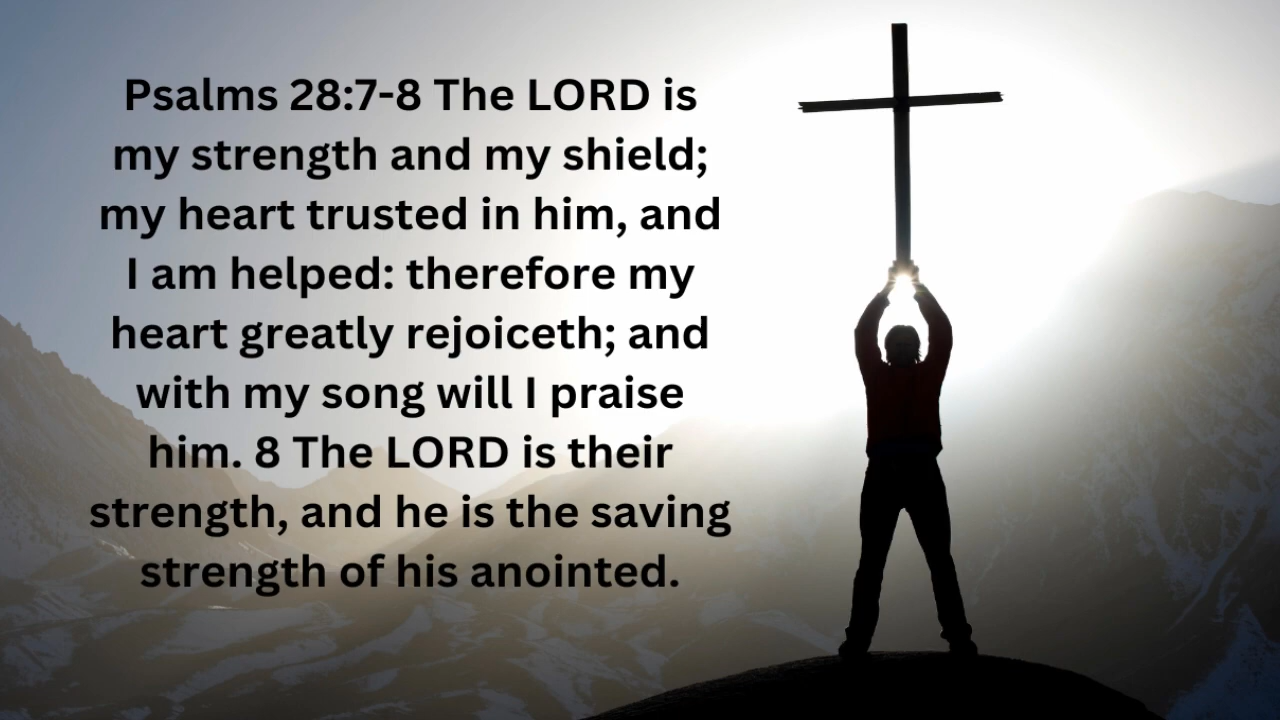 Psalms 28:7-8 The LORD is
my strength and my shield;
my heart trusted in him, and
I am helped: therefore my
heart greatly rejoiceth; and
with my song will I praise
him. 8 The LORD is their
strength, and he is the saving
strength of his anointed.